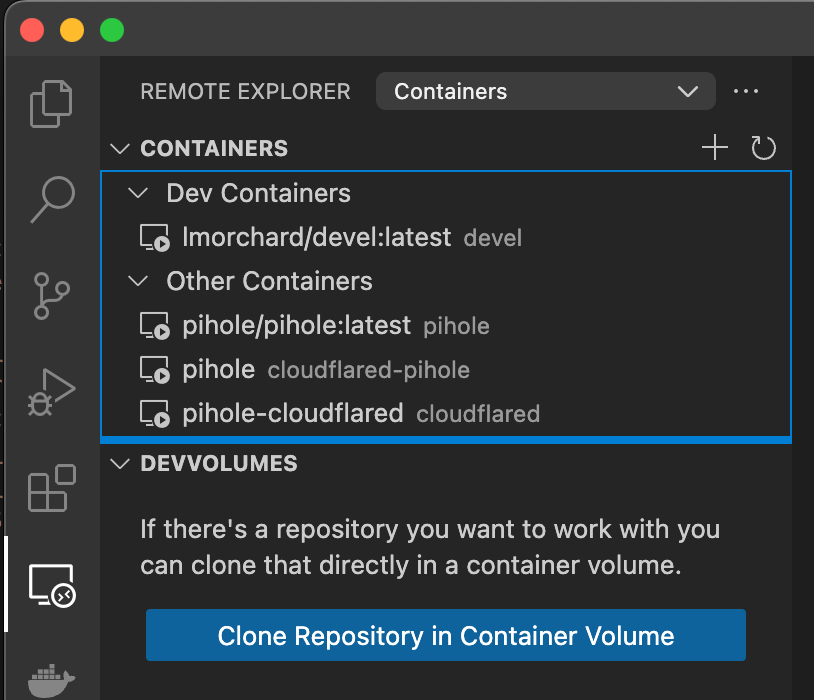 REMOTE EXPLORER Containers
CONTAINERS
Dev Containers
lmorchard/devel:latest devel
Other Containers
pihole/pihole:latest pihole
pihole cloudflared-pihole
pihole-cloudflared cloudflared
DEVVOLUMES
If there's a repository you want to work with you
can clone that directly in a container volume.
Clone Repository in Container Volume